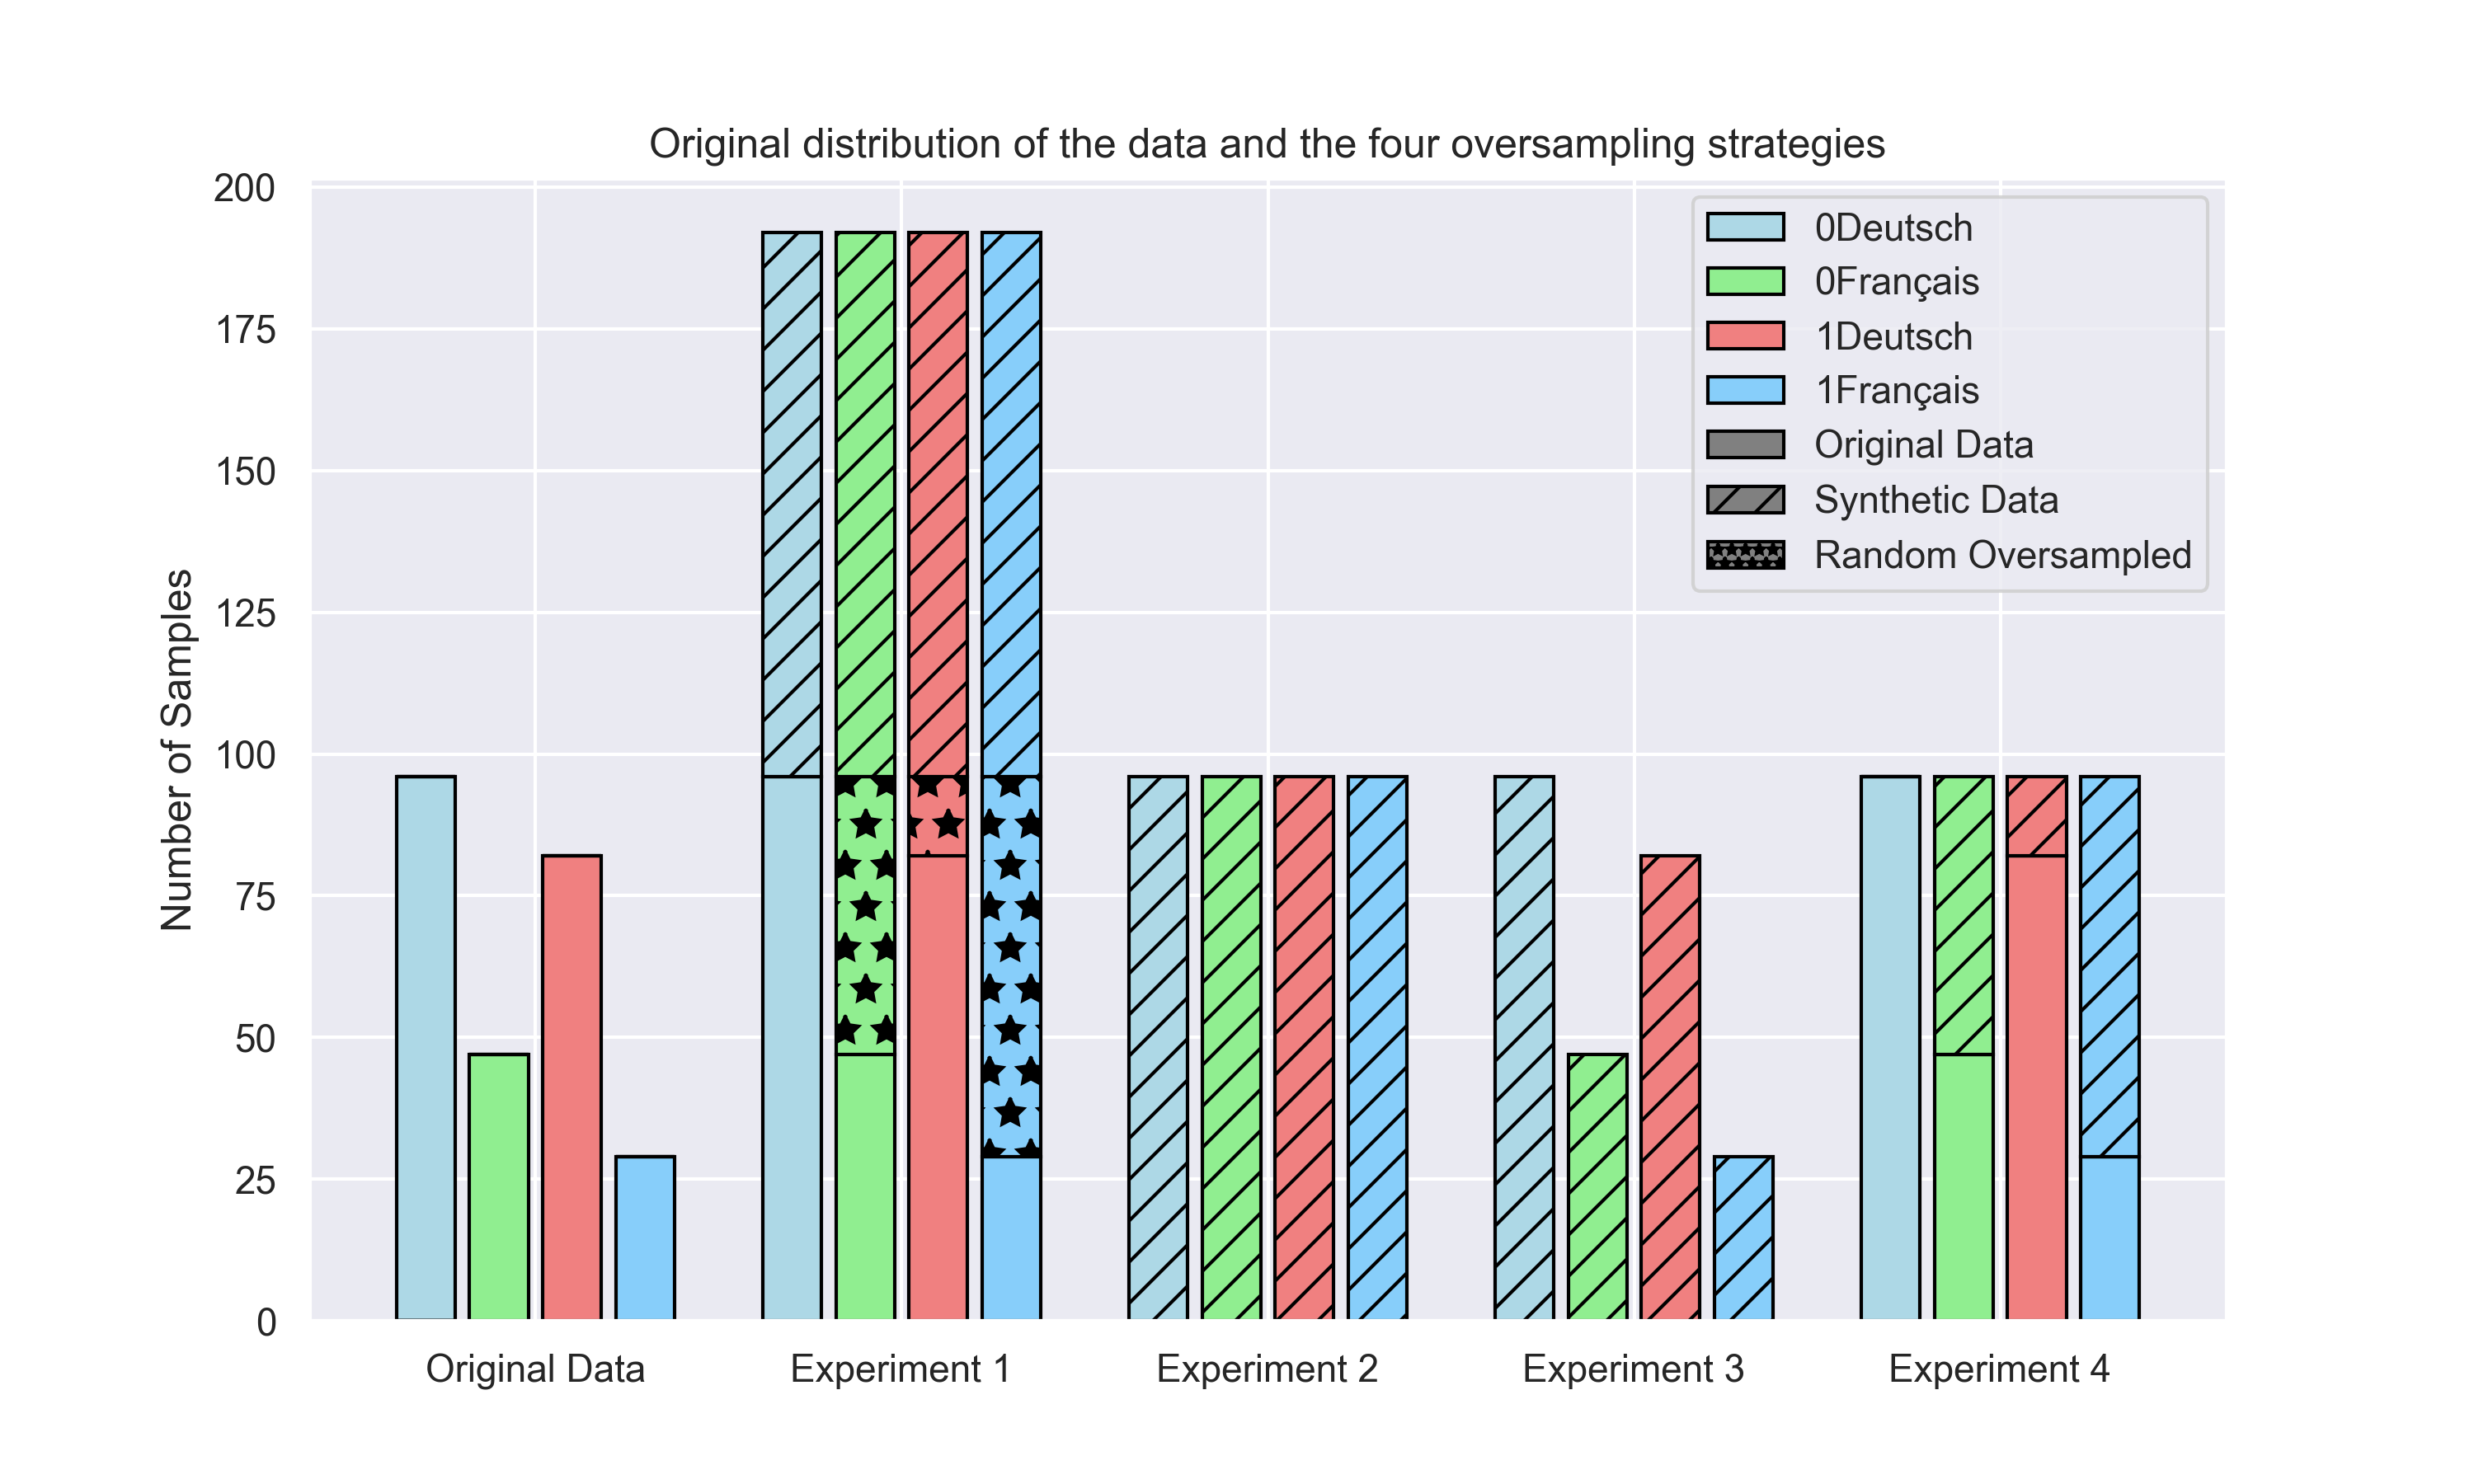 Original distribution of the data and the four oversampling strategies
Number of Samples
200
175
150
125
100
75
50
25
0
0Deutsch
0Français
1Deutsch
1Français
Original Data
Synthetic Data
Random Oversampled
Original Data
Experiment 1
Experiment 2
Experiment 3
Experiment 4